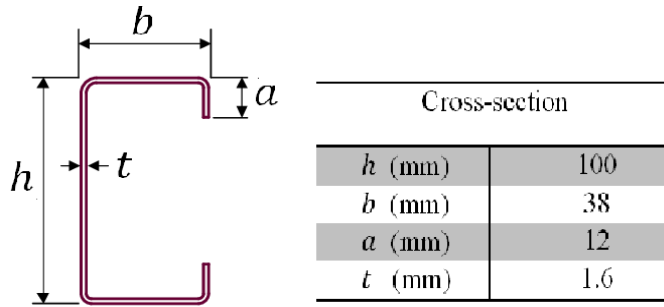 b
a
h
t
Cross-section
h (mm) 100
b (mm) 38
a (mm) 12
t (mm) 1.6